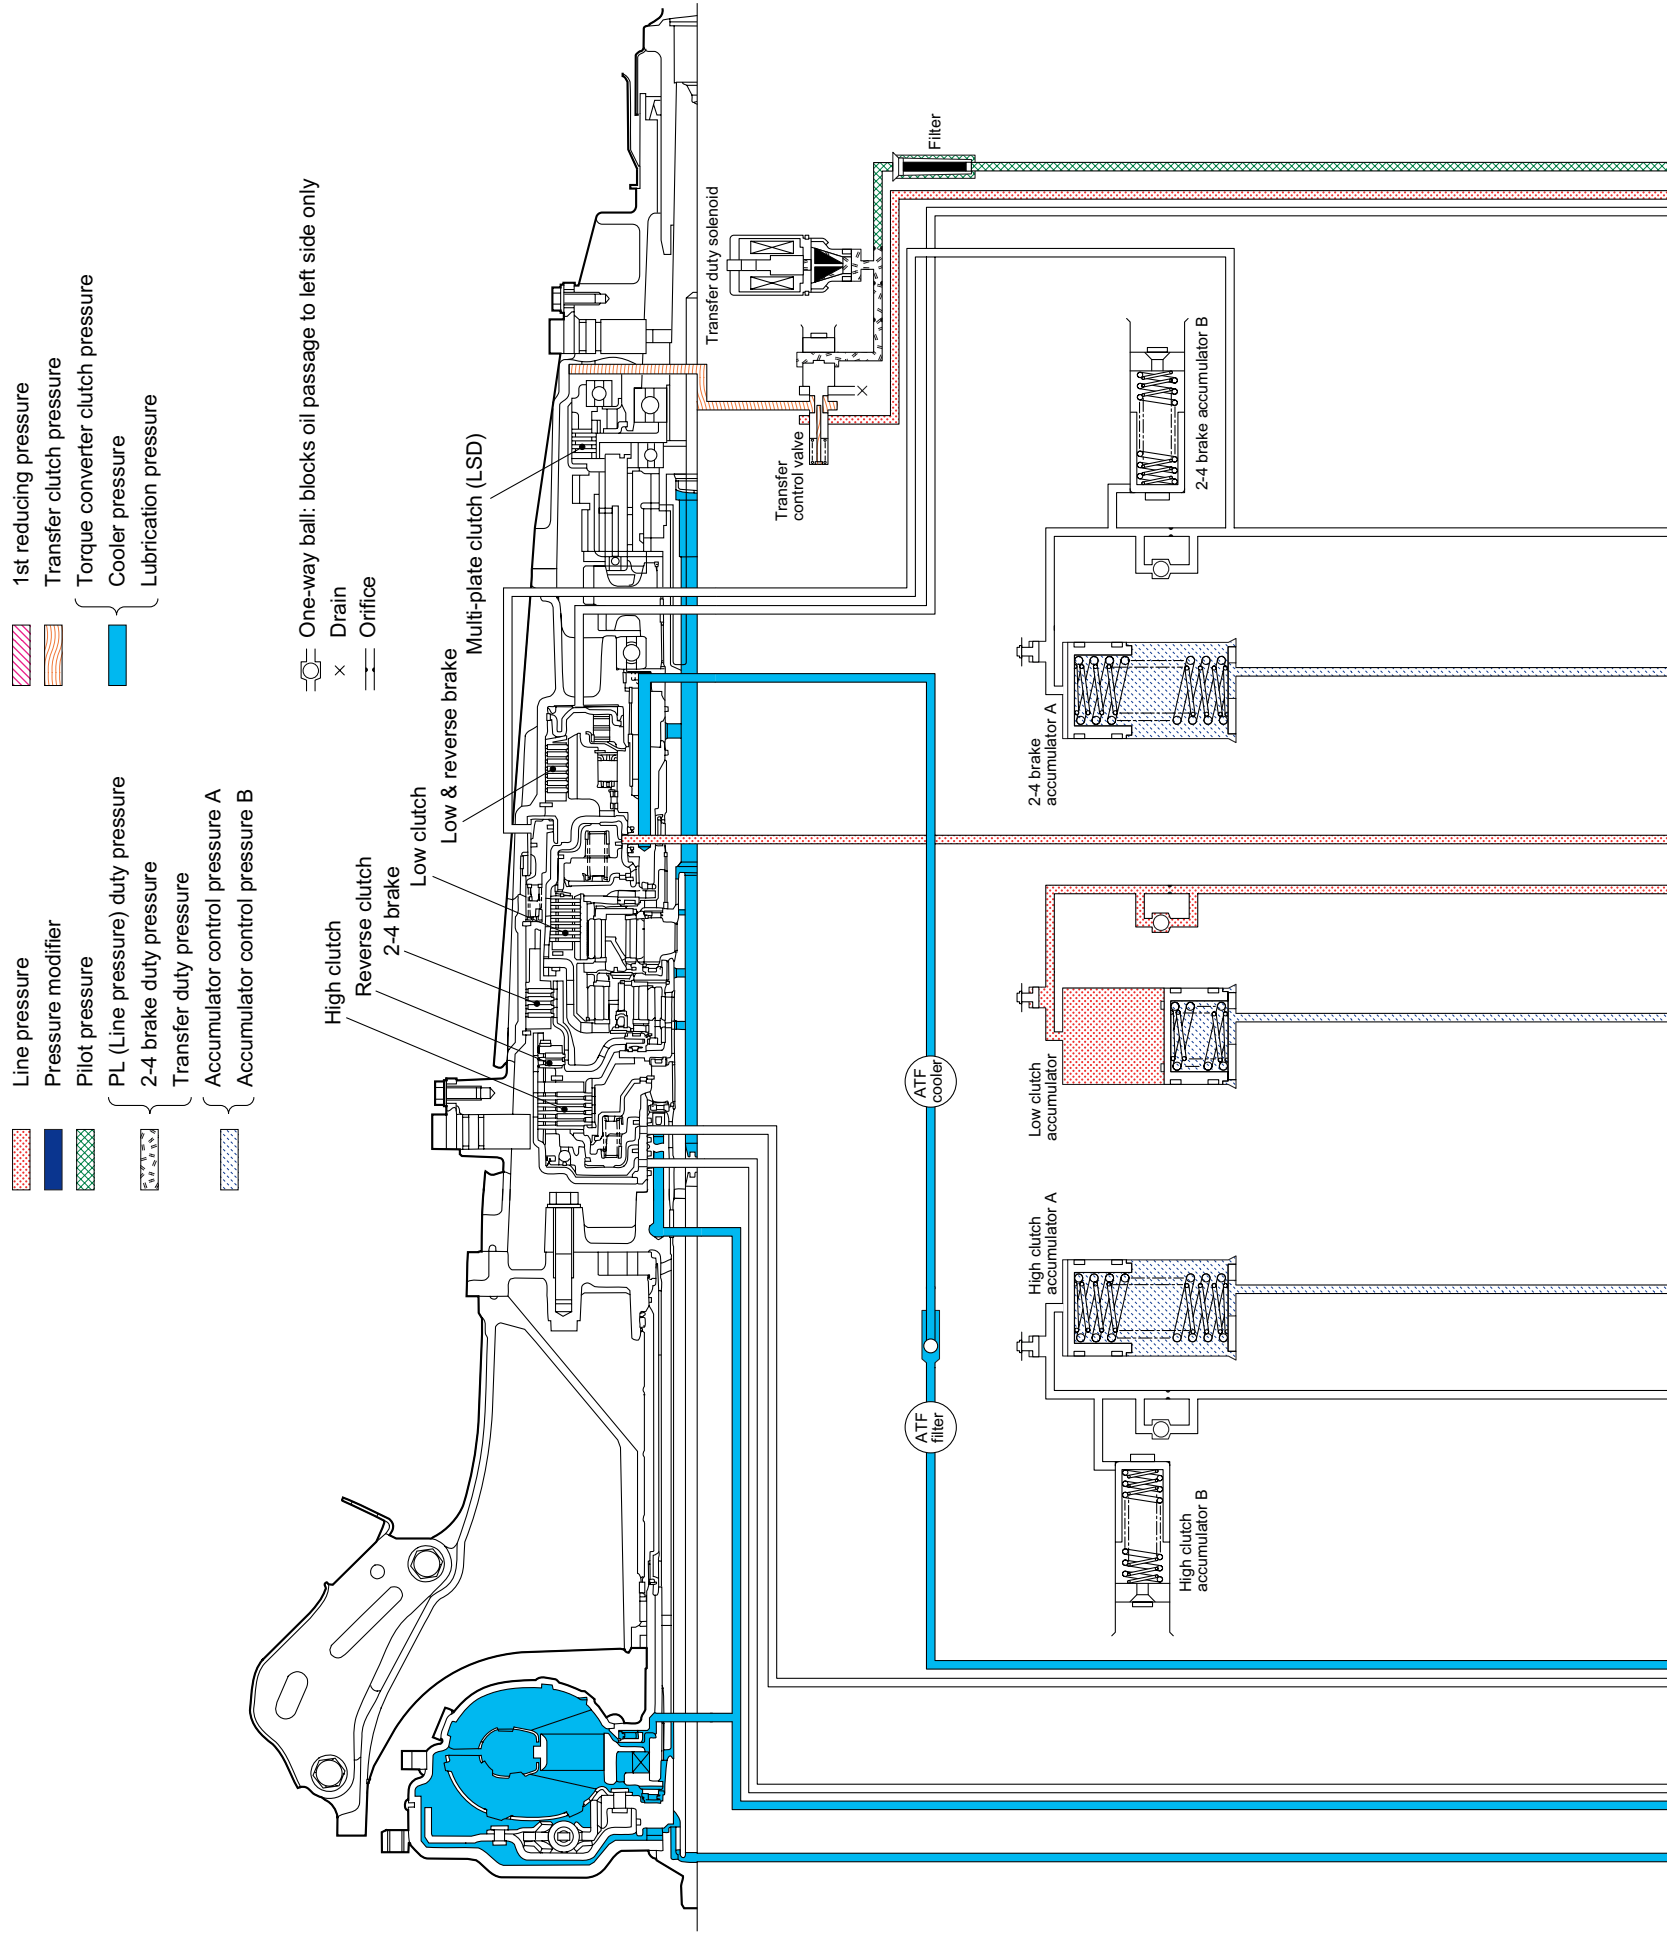 Line pressure
Pressure modifier
Pilot pressure
PL (Line pressure) duty pressure
2-4 brake duty pressure
Transfer duty pressure
Accumulator control pressure A
Accumulator control pressure B
1st reducing pressure
Transfer clutch pressure
Torque converter clutch pressure
Cooler pressure
Lubrication pressure
One-way ball: blocks oil passage to left side only
Drain
Orifice
High clutch
Reverse clutch
2-4 brake
Low clutch
Low & reverse brake
Multi-plate clutch (LSD)
Transfer duty solenoid
Filter
Transfer
control valve
ATF
filter
ATF
cooler
High clutch
accumulator B
High clutch
accumulator A
Low clutch
accumulator
2-4 brake
accumulator A
2-4 brake accumulator B